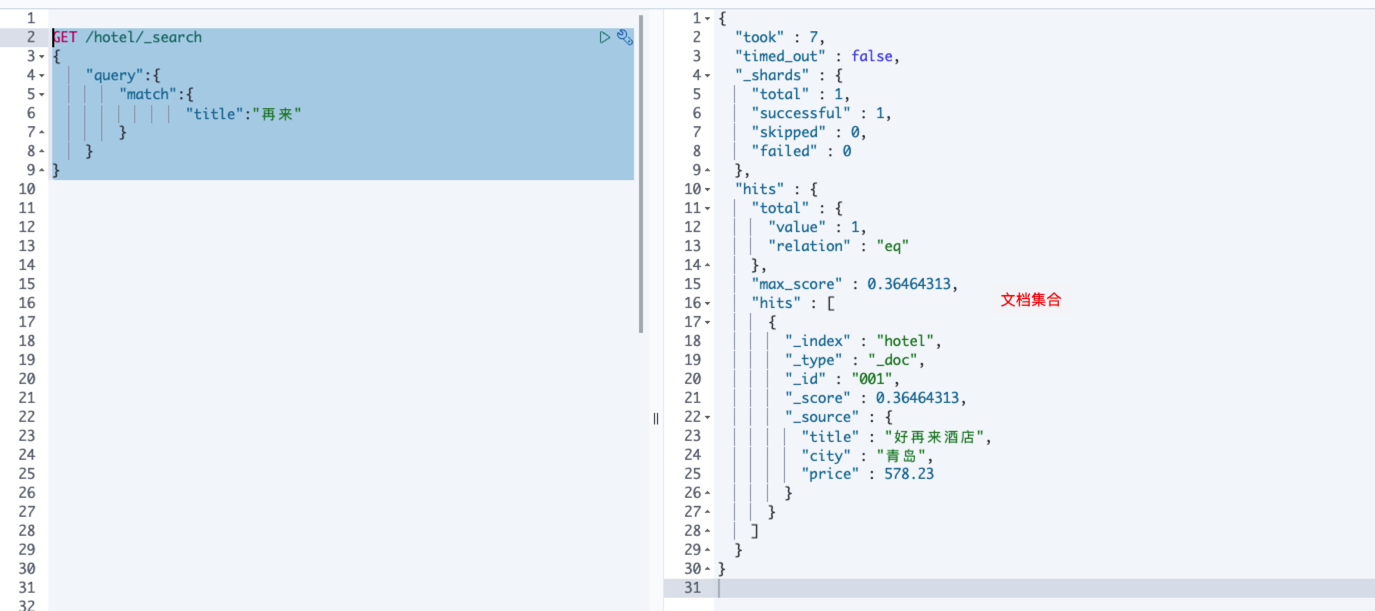 1
2 GET /hotel/_search
3 {
4 "query":{
5 "match":{
6 "title":"再来"
7 }
8 }
9 }
10
11
12
13
14
15
16
17
18
19
20
21
22
23
24
25
26
27
28
29
30
31
32
1 {
2 "took" : 7,
3 "timed_out" : false,
4 "_shards" : {
5 "total" : 1,
6 "successful" : 1,
7 "skipped" : 0,
8 "failed" : 0
9 },
10 "hits" : {
11 "total" : {
12 "value" : 1,
13 "relation" : "eq"
14 },
15 "max_score" : 0.36464313,
16 "hits" : [
文档集合
17 {
18 "_index" : "hotel",
19 "_type" : "_doc",
20 "_id" : "001",
21 "_score" : 0.36464313,
22 "_source" : {
23 "title" : "好再来酒店",
24 "city" : "青岛",
25 "price" : 578.23
26 }
27 }
28 ]
29 }
30 }
31